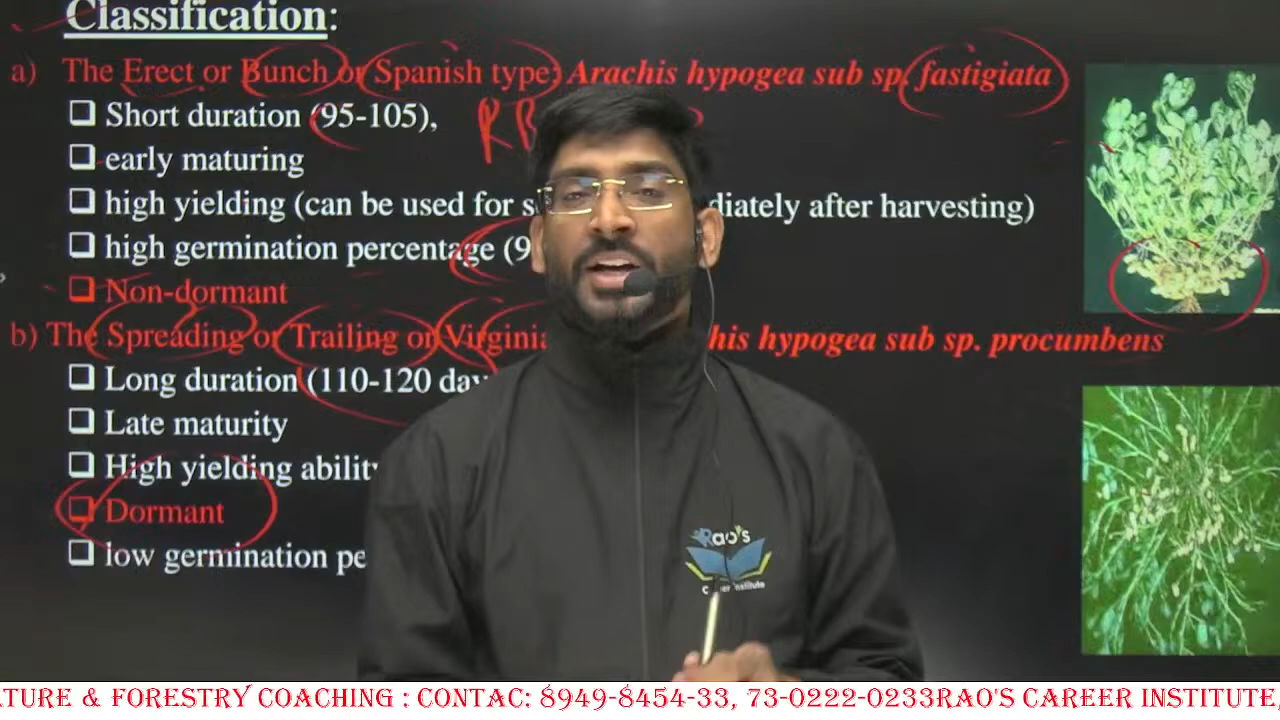 Classification:
a) The Erect or Bunch or Spanish type: Arachis hypogea sub sp. fastigiata
Short duration (95-105),
early maturing
high yielding (can be used for s diately after harvesting)
high germination percentage (9
Non-dormant
b) The Spreading or Trailing or Virginia his hypogea sub sp. procumbens
Long duration (110-120 day
Late maturity
High yielding ability
Dormant
low germination pe
Rao's
Institute
TURE & FORESTRY COACHING : CONTAC: 8949-8454-33, 73-0222-0233RAO'S CAREER INSTITUTE,